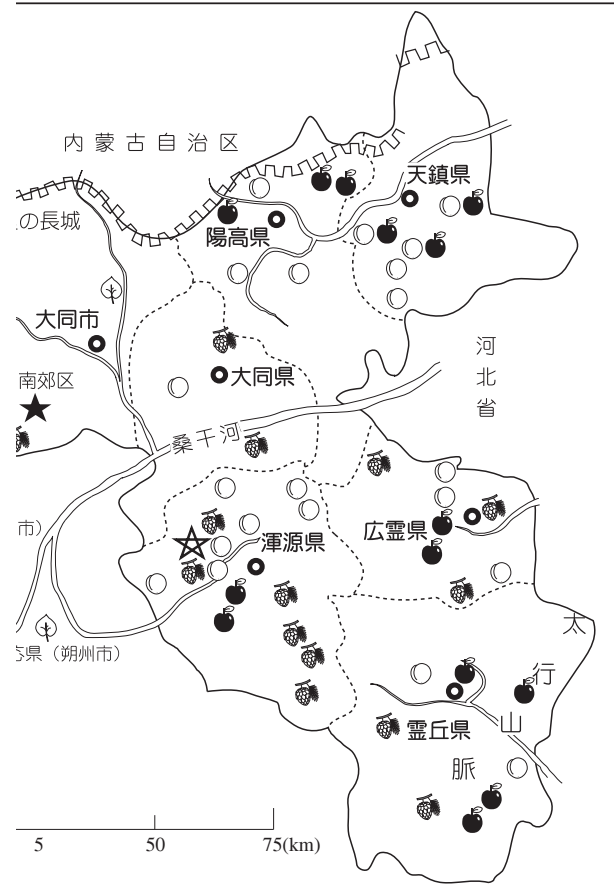 内蒙古自治区
の長城
天鎮県
陽高県
大同市
南郊区
大同県
河北省
桑干河
市）
渾源県
広霊県
県（朔州市）
太行山脈
霊丘県
5 50 75(km)